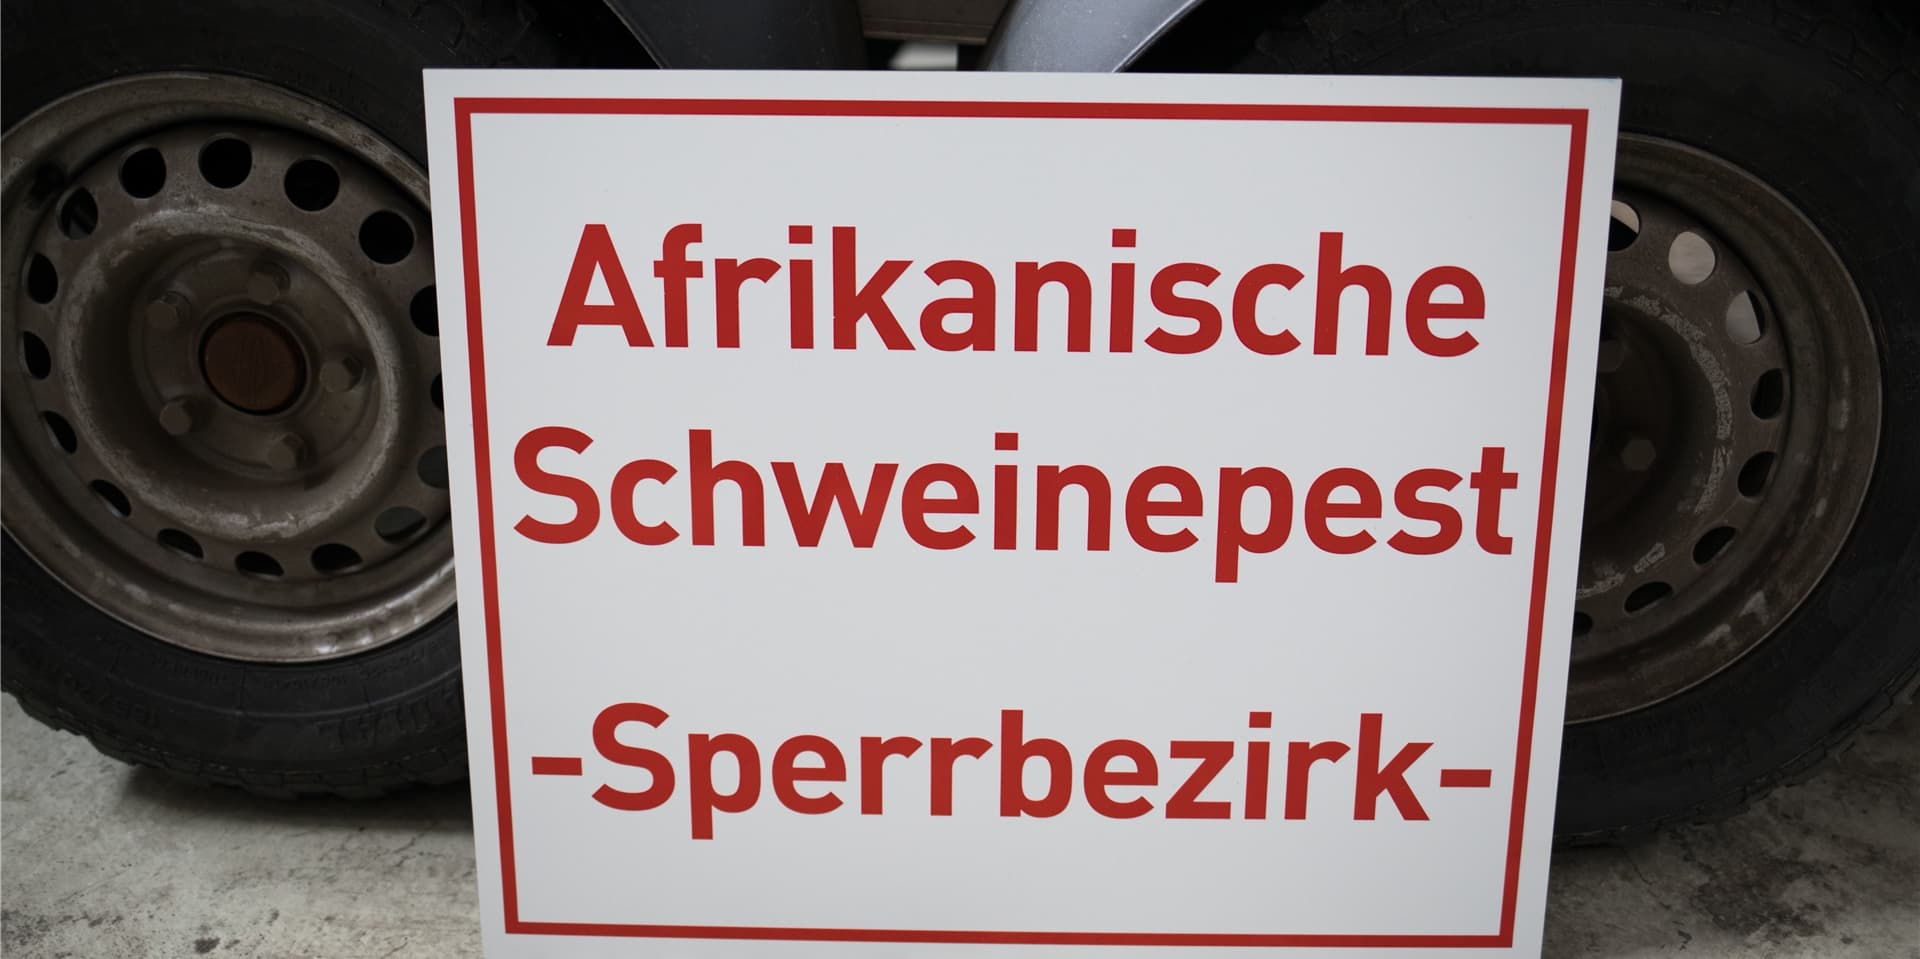 Afrikanische
Schweinepest
-Sperrbezirk-